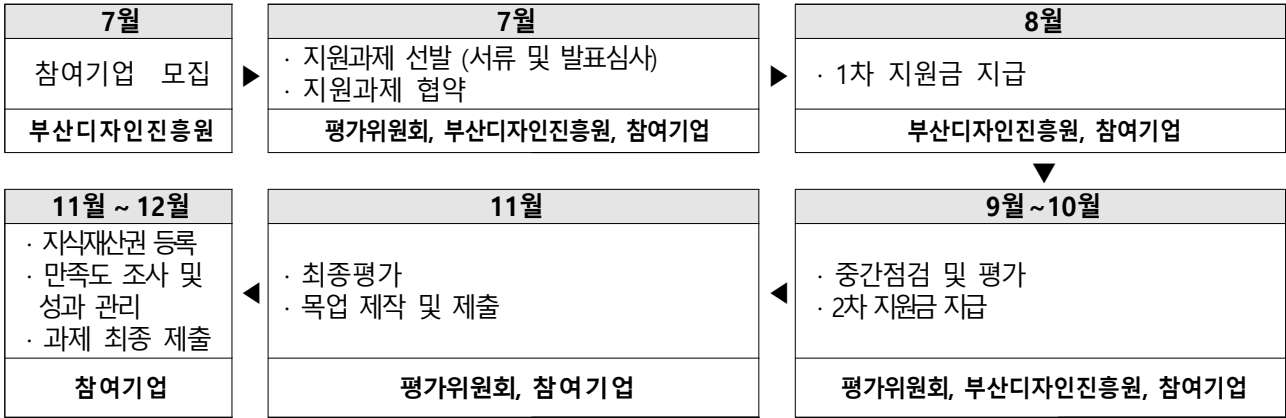 7월
참여기업 모집
부산디자인진흥원
▶
7월
· 지원과제 선발 (서류 및 발표심사)
· 지원과제 협약
평가위원회, 부산디자인진흥원, 참여기업
▶
8월
· 1차 지원금 지급
부산디자인진흥원, 참여기업
▼
9월~10월
· 중간점검 및 평가
· 2차 지원금 지급
평가위원회, 부산디자인진흥원, 참여기업
◀
11월
· 최종평가
· 목업 제작 및 제출
평가위원회, 참여기업
◀
11월 ~ 12월
· 지식재산권 등록
· 만족도 조사 및
성과 관리
· 과제 최종 제출
참여기업